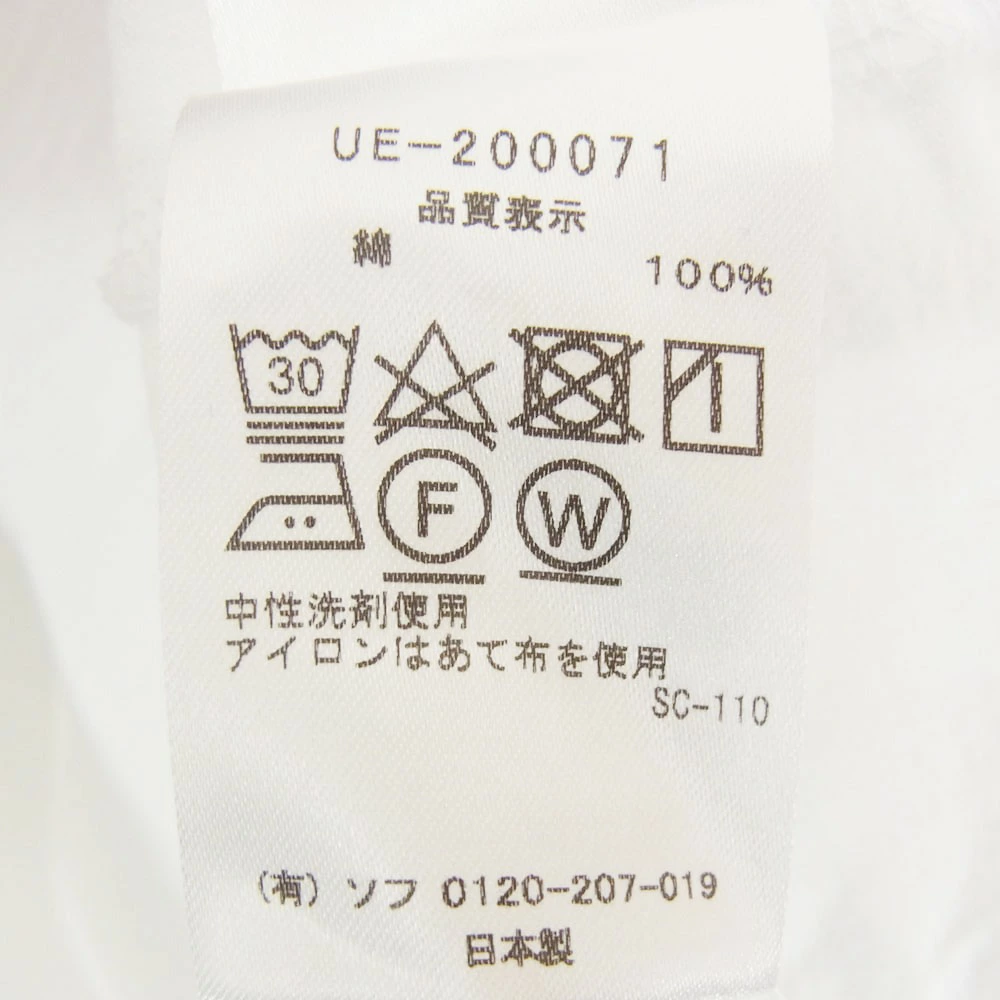 UE-200071
品質表示
綿 100%
30
F W
中性洗剤使用
アイロンはあて布を使用
SC-110
(有) ソフ 0120-207-019
日本製